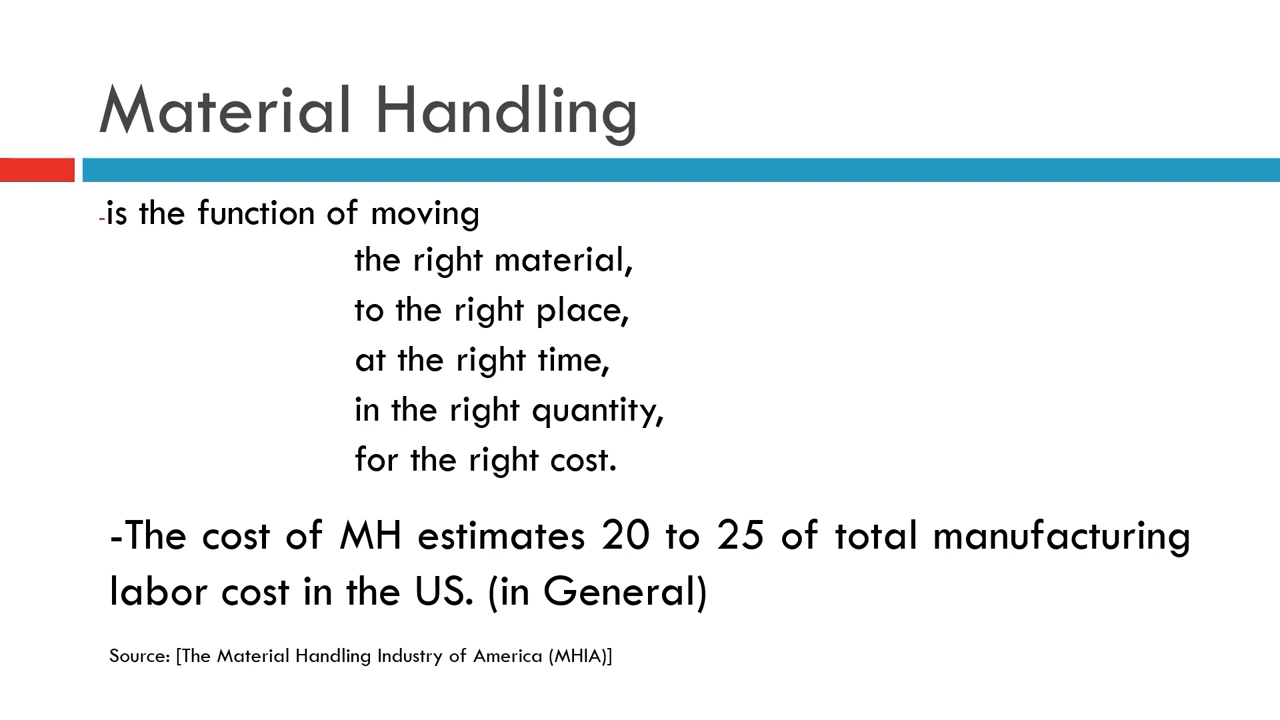 Material Handling
-is the function of moving
the right material,
to the right place,
at the right time,
in the right quantity,
for the right cost.
-The cost of MH estimates 20 to 25 of total manufacturing
labor cost in the US. (in General)
Source: [The Material Handling Industry of America (MHIA)]